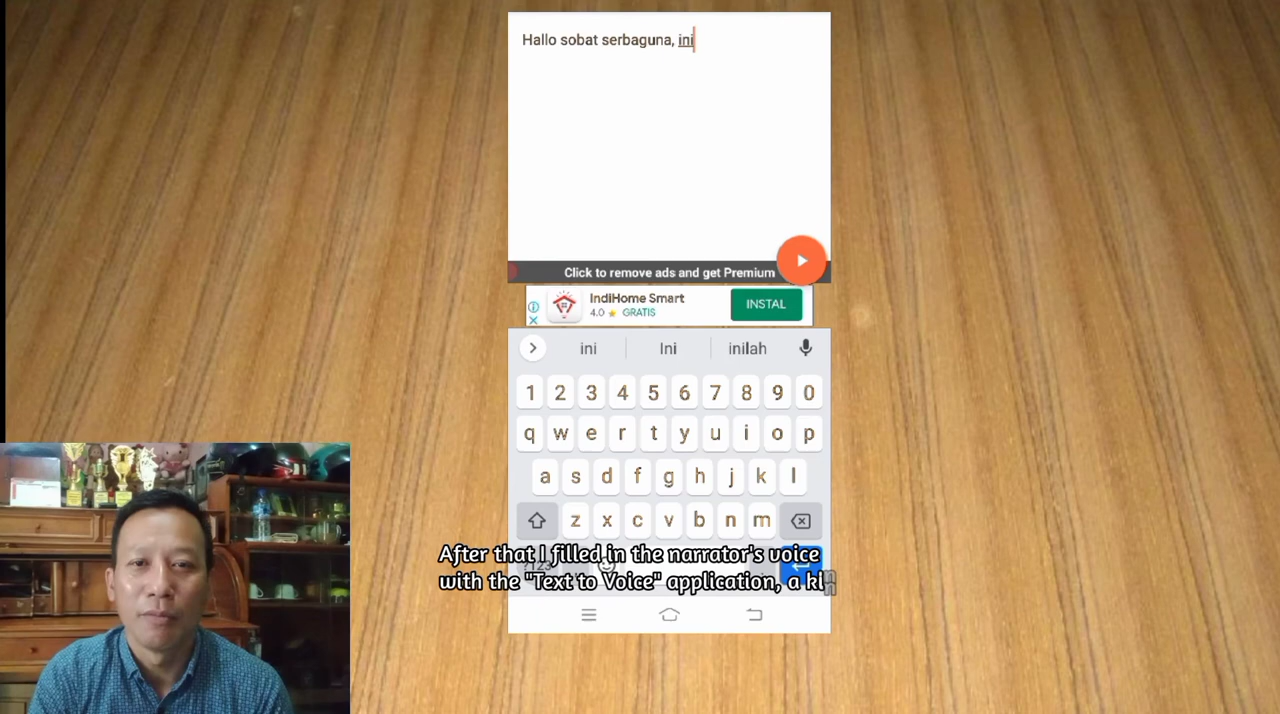 Hallo sobat serbaguna, ini
Click to remove ads and get Premium
IndiHome Smart
4.0 ★ GRATIS
INSTAL
ini Ini inilah
1 2 3 4 5 6 7 8 9 0
q w e r t y u i o p
a s d f g h j k l
z x c v b n m
?123
After that I filled in the narrator's voice
with the "Text to Voice" application, a